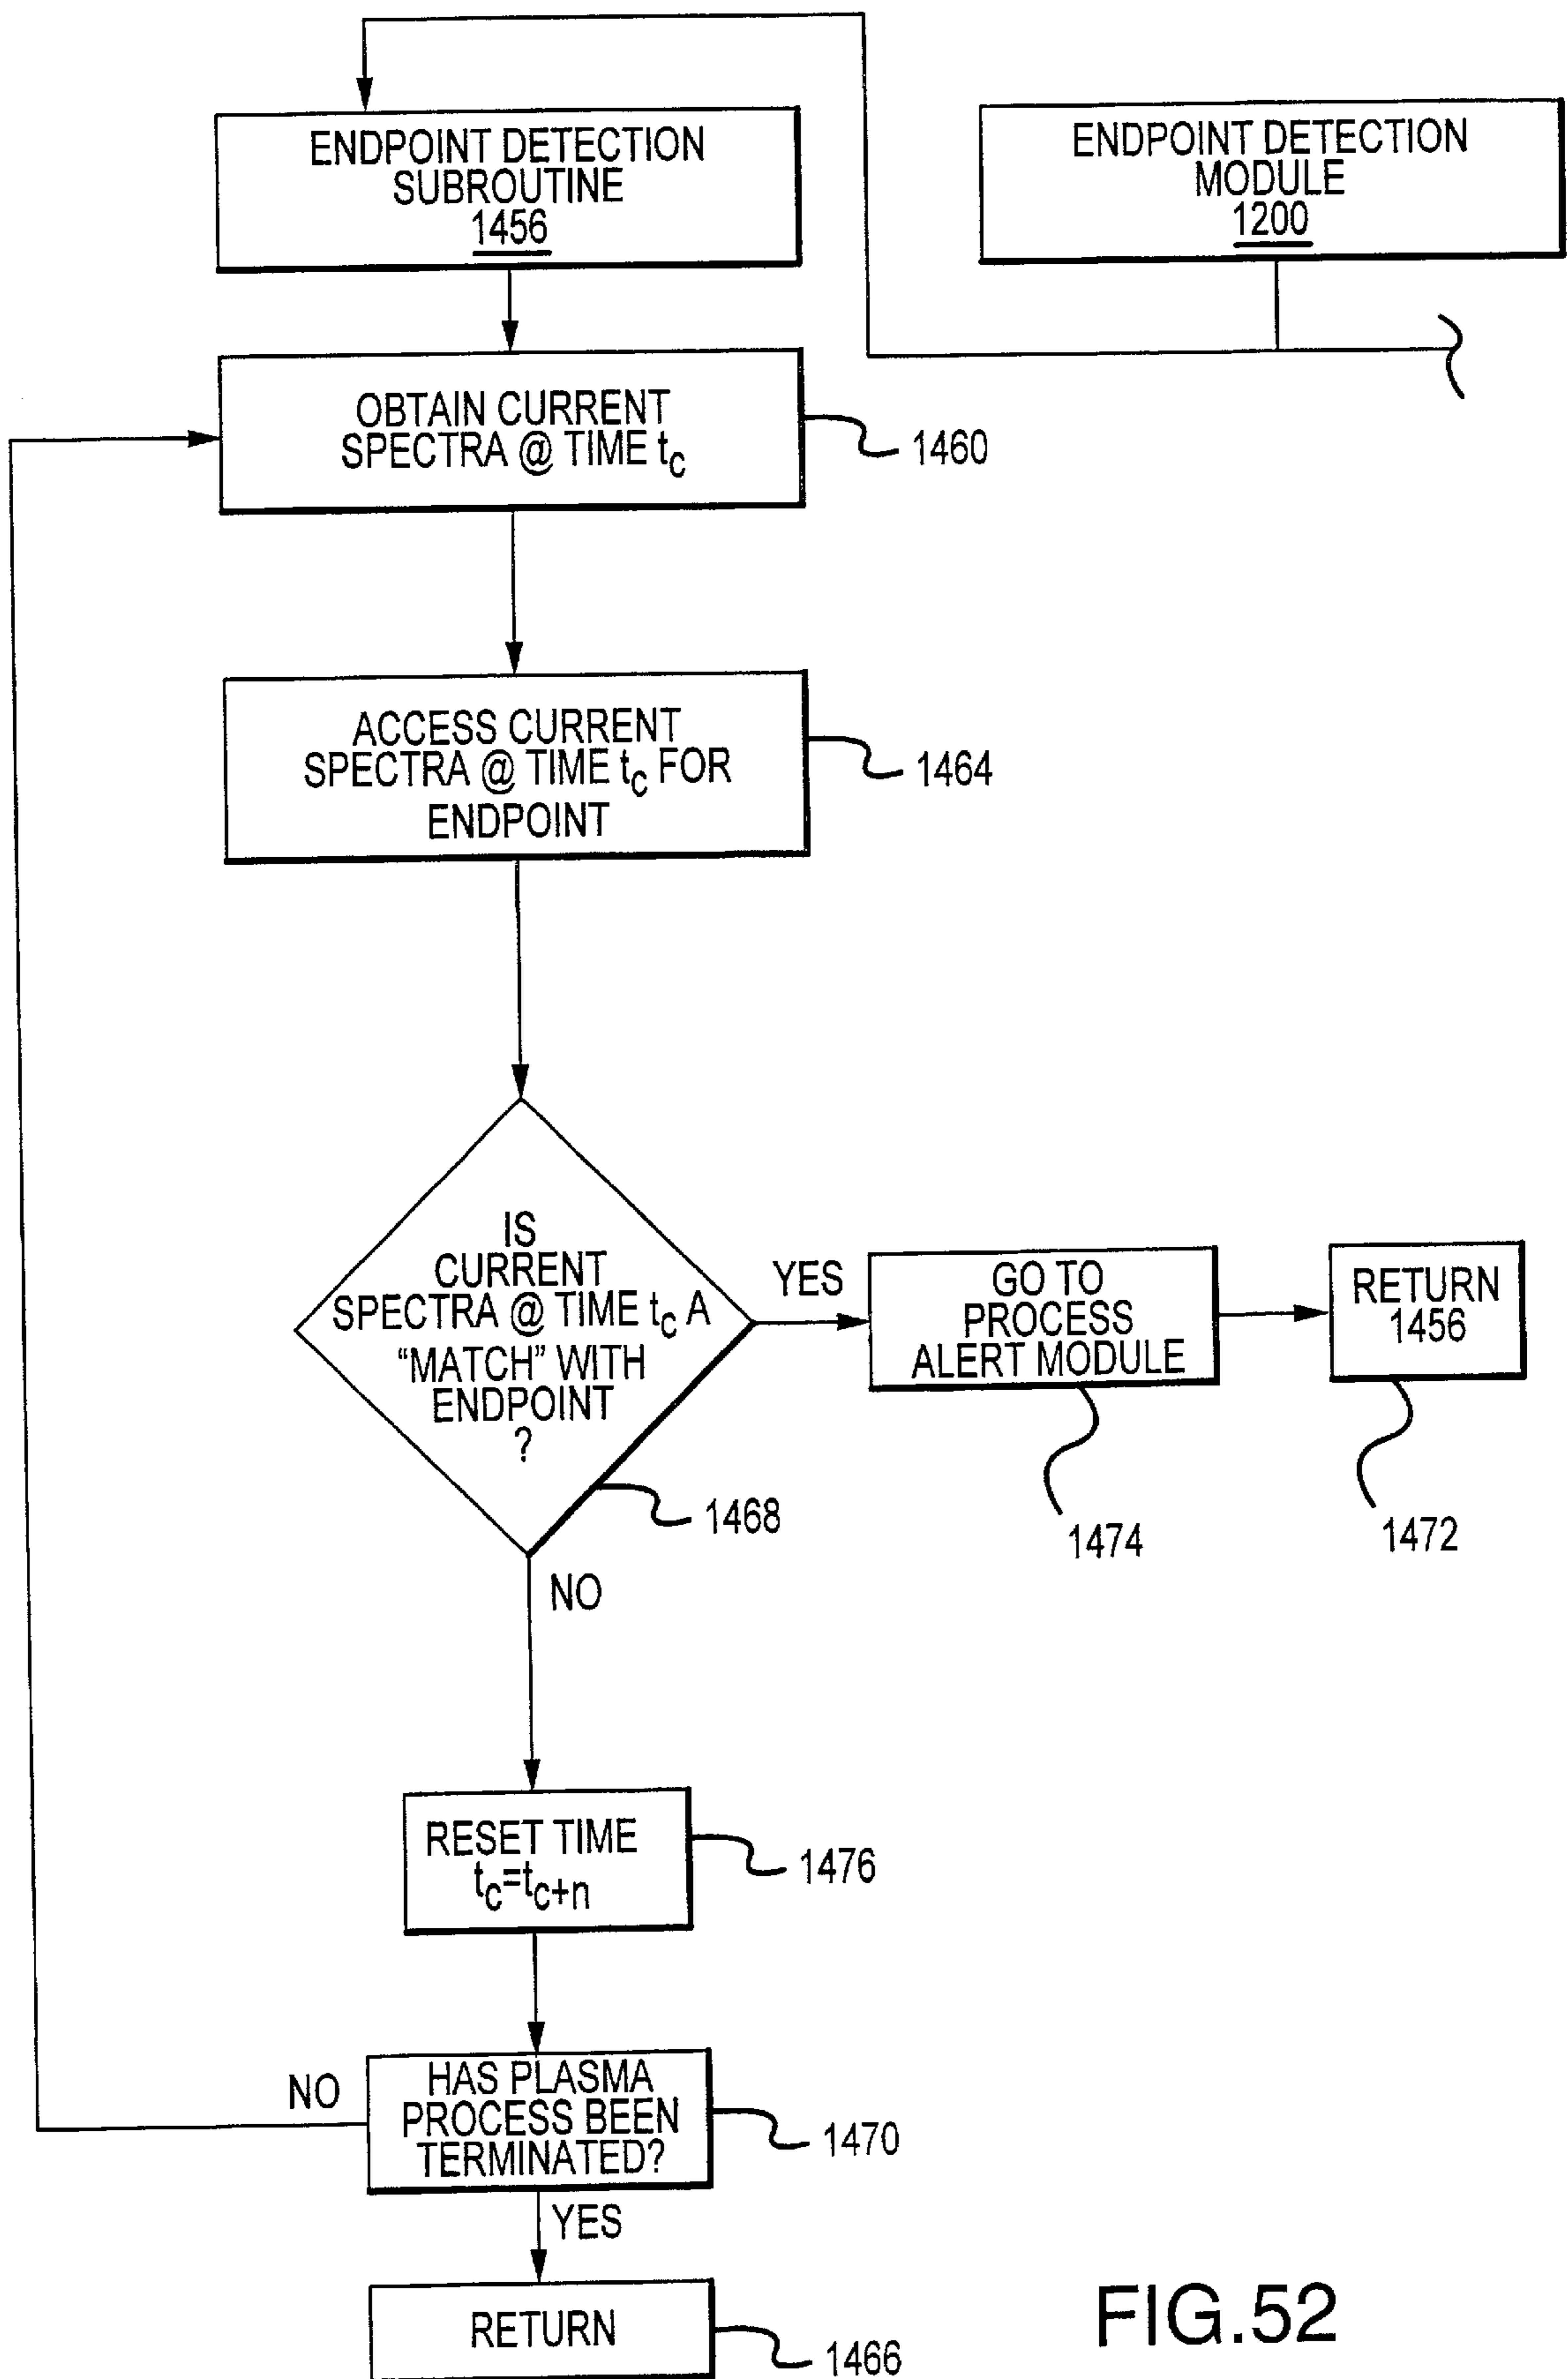 ENDPOINT DETECTION
SUBROUTINE
1456
ENDPOINT DETECTION
MODULE
1200
OBTAIN CURRENT
SPECTRA @ TIME tc
1460
ACCESS CURRENT
SPECTRA @ TIME tc FOR
ENDPOINT
1464
IS
CURRENT
SPECTRA @ TIME tc A
“MATCH” WITH
ENDPOINT
?
1468
YES
GO TO
PROCESS
ALERT MODULE
1474
RETURN
1456
1472
NO
RESET TIME
tc=tc+n
1476
HAS PLASMA
PROCESS BEEN
TERMINATED?
1470
NO
YES
RETURN
1466
FIG.52